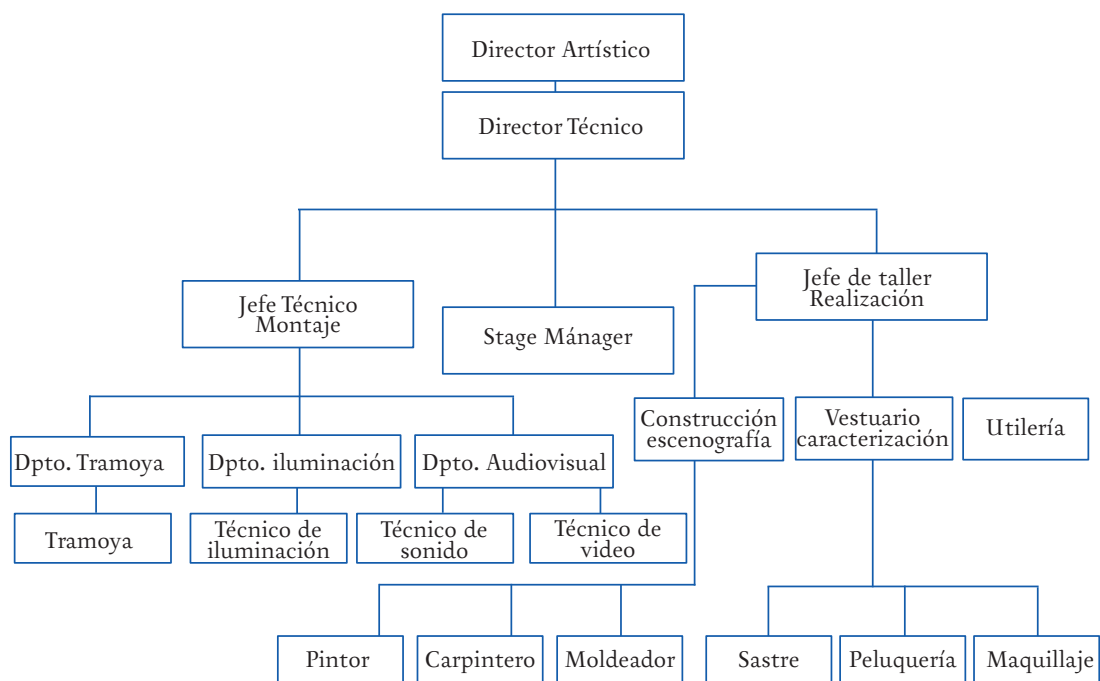 Director Artístico
Director Técnico
Jefe Técnico
Montaje
Stage Mánager
Jefe de taller
Realización
Dpto. Tramoya
Dpto. iluminación
Dpto. Audiovisual
Construcción
escenografía
Vestuario
caracterización
Utilería
Tramoya
Técnico de
iluminación
Técnico de
sonido
Técnico de
video
Pintor
Carpintero
Moldeador
Sastre
Peluquería
Maquillaje